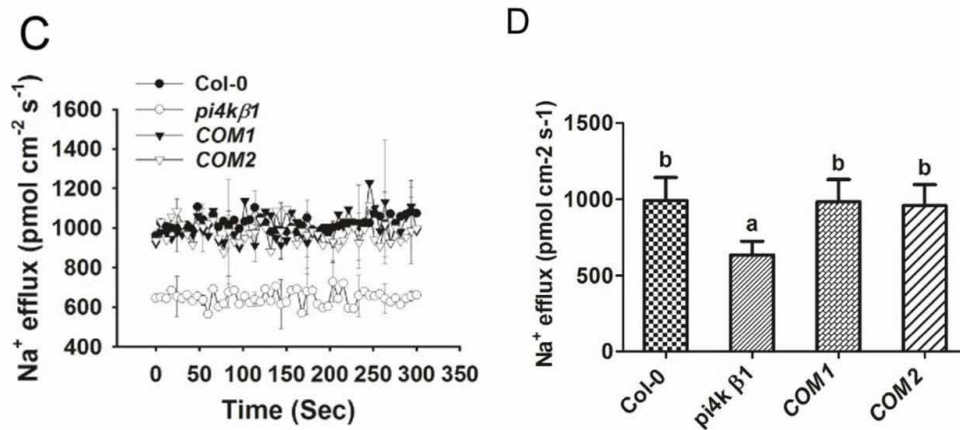 C
Na⁺ efflux (pmol cm⁻² s⁻¹)
Col-0
pi4kβ1
COM1
COM2
1600
1400
1200
1000
800
600
400
0 50 100 150 200 250 300 350
Time (Sec)
D
Na⁺ efflux (pmol cm-2 s-1)
1500
1000
500
0
b
a
b
b
Col-0
pi4k β1
COM1
COM2